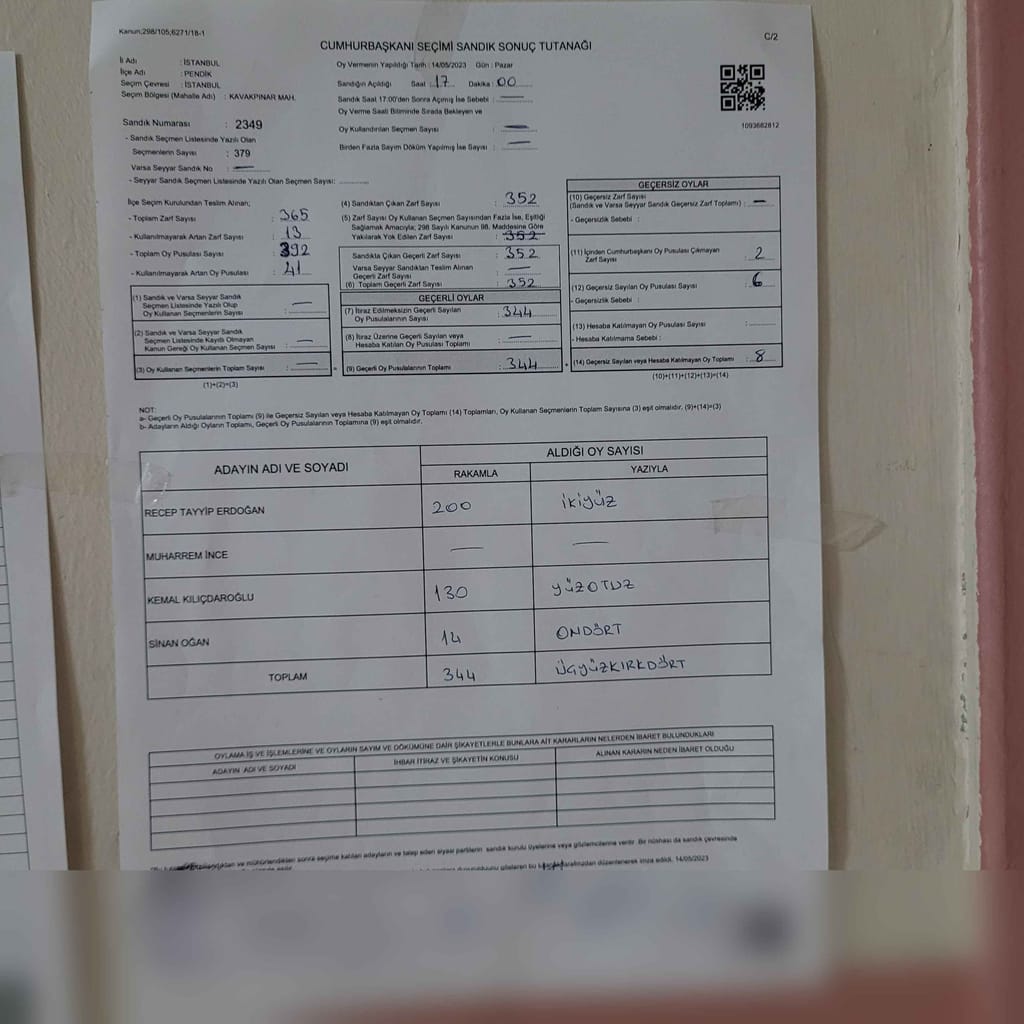 Kanun;298/105,6271/18-1
C/2
CUMHURBAŞKANI SEÇİMİ SANDIK SONUÇ TUTANAĞI
İl Adı : İSTANBUL
İlçe Adı : PENDİK
Seçim Çevresi : İSTANBUL
Seçim Bölgesi (Mahalle Adı) : KAVAKPINAR MAH.
Oy Vermenin Yapıldığı Tarih : 14/05/2023 Gün : Pazar
Sandığın Açıldığı Saat : 17 Dakika : 00
Sandık Saat 17:00'den Sonra Açımış İse Sebebi : —
Oy Verme Saati Bitiminde Sırada Bekleyen ve
Oy Kullandırılan Seçmen Sayısı : —
Birden Fazla Sayım Döküm Yapılmış İse Sayısı : —
1093682812
Sandık Numarası : 2349
- Sandık Seçmen Listesinde Yazılı Olan
Seçmenlerin Sayısı : 379
Varsa Seyyar Sandık No : —
- Seyyar Sandık Seçmen Listesinde Yazılı Olan Seçmen Sayısı:
İlçe Seçim Kurulundan Teslim Alınan;
- Toplam Zarf Sayısı : 365
- Kullanılmayarak Artan Zarf Sayısı : 13
- Toplam Oy Pusulası Sayısı : 392
- Kullanılmayarak Artan Oy Pusulası : 41
(1) Sandık ve Varsa Seyyar Sandık
Seçmen Listesinde Yazılı Olup
Oy Kullanan Seçmenlerin Sayısı : —
(2) Sandık ve Varsa Seyyar Sandık
Seçmen Listesinde Kayıtlı Olmayan
Kanun Gereği Oy Kullanan Seçmen Sayısı : —
(3) Oy Kullanan Seçmenlerin Toplam Sayısı : —
(1)+(2)=(3)
(4) Sandıktan Çıkan Zarf Sayısı : 352
(5) Zarf Sayısı Oy Kullanan Seçmen Sayısından Fazla İse, Eşitliği
Sağlamak Amacıyla; 298 Sayılı Kanunun 98. Maddesine Göre
Yakılarak Yok Edilen Zarf Sayısı : 352
Sandıkta Çıkan Geçerli Zarf Sayısı : 352
Varsa Seyyar Sandıktan Teslim Alınan
Geçerli Zarf Sayısı : —
(6) Toplam Geçerli Zarf Sayısı : 352
GEÇERLİ OYLAR
(7) İtiraz Edilmeksizin Geçerli Sayılan
Oy Pusulalarının Sayısı : 344
(8) İtiraz Üzerine Geçerli Sayılan veya
Hesaba Katılan Oy Pusulası Toplamı : —
(9) Geçerli Oy Pusulalarının Toplamı : 344
GEÇERSİZ OYLAR
(10) Geçersiz Zarf Sayısı
(Sandık ve Varsa Seyyar Sandık Geçersiz Zarf Toplamı) : —
- Geçersizlik Sebebi :
(11) İçinden Cumhurbaşkanı Oy Pusulası Çıkmayan
Zarf Sayısı : 2
(12) Geçersiz Sayılan Oy Pusulası Sayısı : 6
- Geçersizlik Sebebi :
(13) Hesaba Katılmayan Oy Pusulası Sayısı :
- Hesaba Katılmama Sebebi :
(14) Geçersiz Sayılan veya Hesaba Katılmayan Oy Toplamı : 8
(10)+(11)+(12)+(13)=(14)
NOT:
a- Geçerli Oy Pusulalarının Toplamı (9) ile Geçersiz Sayılan veya Hesaba Katılmayan Oy Toplamı (14) Toplamları, Oy Kullanan Seçmenlerin Toplam Sayısına (3) eşit olmalıdır. (9)+(14)=(3)
b- Adayların Aldığı Oyların Toplamı, Geçerli Oy Pusulalarının Toplamına (9) eşit olmalıdır.
ADAYIN ADI VE SOYADI
ALDIĞI OY SAYISI
RAKAMLA YAZIYLA
RECEP TAYYİP ERDOĞAN 200 İKİYÜZ
MUHARREM İNCE — —
KEMAL KILIÇDAROĞLU 130 YÜZOTUZ
SİNAN OĞAN 14 ONDÖRT
TOPLAM 344 ÜÇYÜZKIRKDÖRT
OYLAMA İŞ VE İŞLEMLERİNE VE OYLARIN SAYIM VE DÖKÜMÜNE DAİR ŞİKAYETLERLE BUNLARA AİT KARARLARIN NELERDEN İBARET BULUNDUKLARI
ADAYIN ADI VE SOYADI İHBAR İTİRAZ VE ŞİKAYETİN KONUSU ALINAN KARARIN NEDEN İBARET OLDUĞU
ve mühürlendikten sonra seçime katılan adayların ve talep eden siyasi partilerin sandık kurulu üyelerine veya gözlemcilerine verilir. Bir nüshası da sandık çevresinde
düzenlenerek imza edildi. 14/05/2023